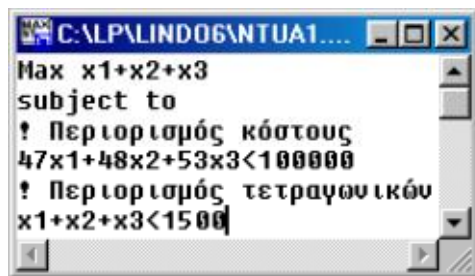 C:\LP\LINDO6\NTUA1....
Max x1+x2+x3
subject to
! Περιορισμός κόστους
47x1+48x2+53x3<100000
! Περιορισμός τετραγωνικών
x1+x2+x3<1500